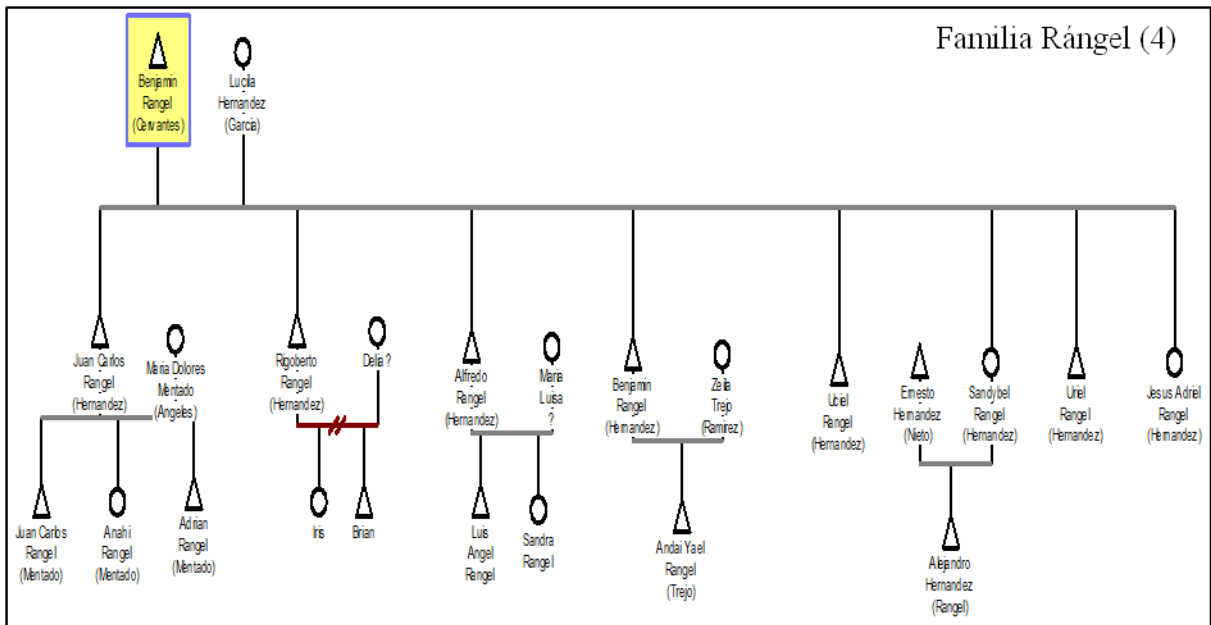 Familia Rángel (4)
Benjamin
Rangel
(Cervantes)
Lucila
Hernandez
(Garcia)
Juan Carlos
Rangel
(Hernandez)
Maria Dolores
Mentado
(Angeles)
Rigoberto
Rangel
(Hernandez)
Delia ?
Alfredo
Rangel
(Hernandez)
Maria
Luisa
?
Benjamin
Rangel
(Hernandez)
Zelia
Trejo
(Ramirez)
Ubiel
Rangel
(Hernandez)
Ernesto
Hernandez
(Nieto)
Sandybel
Rangel
(Hernandez)
Uriel
Rangel
(Hernandez)
Jesus Adriel
Rangel
(Hernandez)
Juan Carlos
Rangel
(Mentado)
Anahi
Rangel
(Mentado)
Adrian
Rangel
(Mentado)
Iris
Brian
Luis
Angel
Rangel
Sandra
Rangel
Andai Yael
Rangel
(Trejo)
Alejandro
Hernandez
(Rangel)